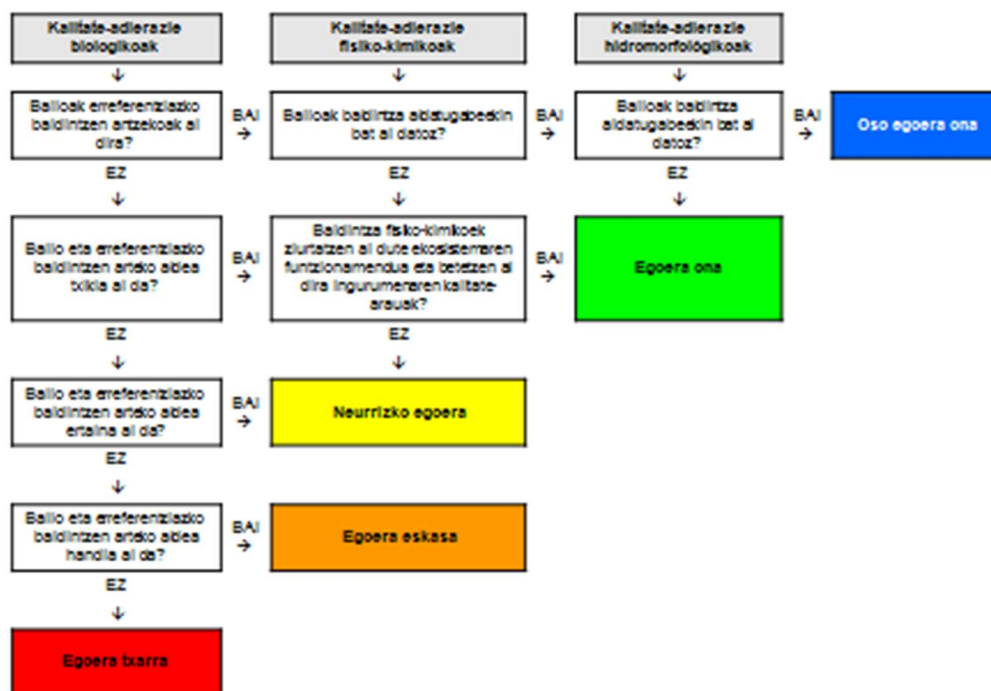 Kalitate-adierazle
biologikoak
Kalitate-adierazle
fisiko-kimikoak
Kalitate-adierazle
hidromorfologikoak
↓
↓
↓
Balioak erreferentziazko
baldintzen antzekoak al
dira?
BAI
→
Balioak baldintza aldatugabeekin
bat al datoz?
BAI
→
Balioak baldintza
aldatugabeekin bat al
datoz?
BAI
→
Oso egoera ona
EZ
↓
EZ
↓
EZ
↓
Balio eta erreferentziazko
baldintzen arteko aldea
txikia al da?
BAI
→
Baldintza fisiko-kimikoek
ziurtatzen al dute ekosistemaren
funtzionamendua eta betetzen al
dira ingurumenaren kalitate-
arauak?
BAI
→
Egoera ona
EZ
↓
EZ
↓
Balio eta erreferentziazko
baldintzen arteko aldea
ertaina al da?
BAI
→
Neurrizko egoera
EZ
↓
Balio eta erreferentziazko
baldintzen arteko aldea
handia al da?
BAI
→
Egoera eskasa
EZ
↓
Egoera txarra